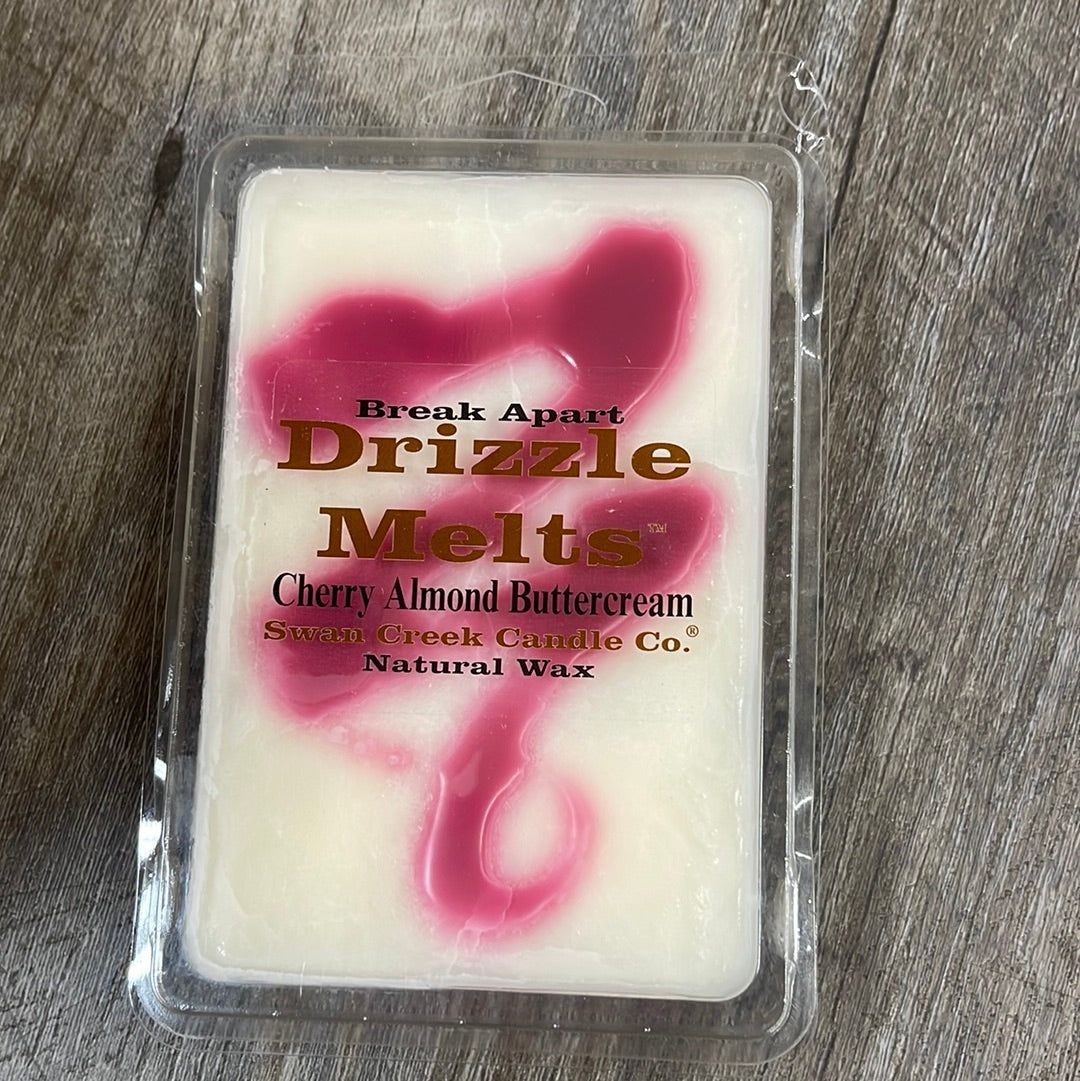 Break Apart
Drizzle
Melts™
Cherry Almond Buttercream
Swan Creek Candle Co.®
Natural Wax